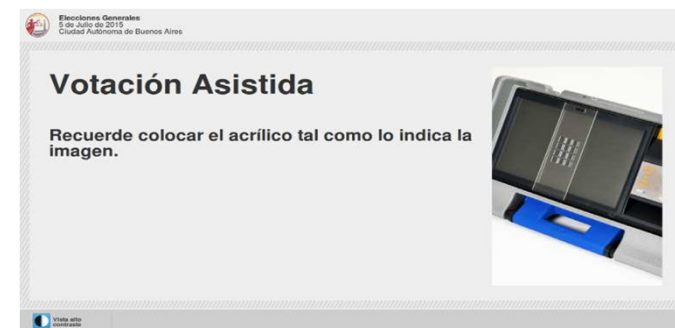 Elecciones Generales
5 de Julio de 2015
Ciudad Autónoma de Buenos Aires
Votación Asistida
Recuerde colocar el acrílico tal como lo indica la
imagen.
Vista alto
contraste